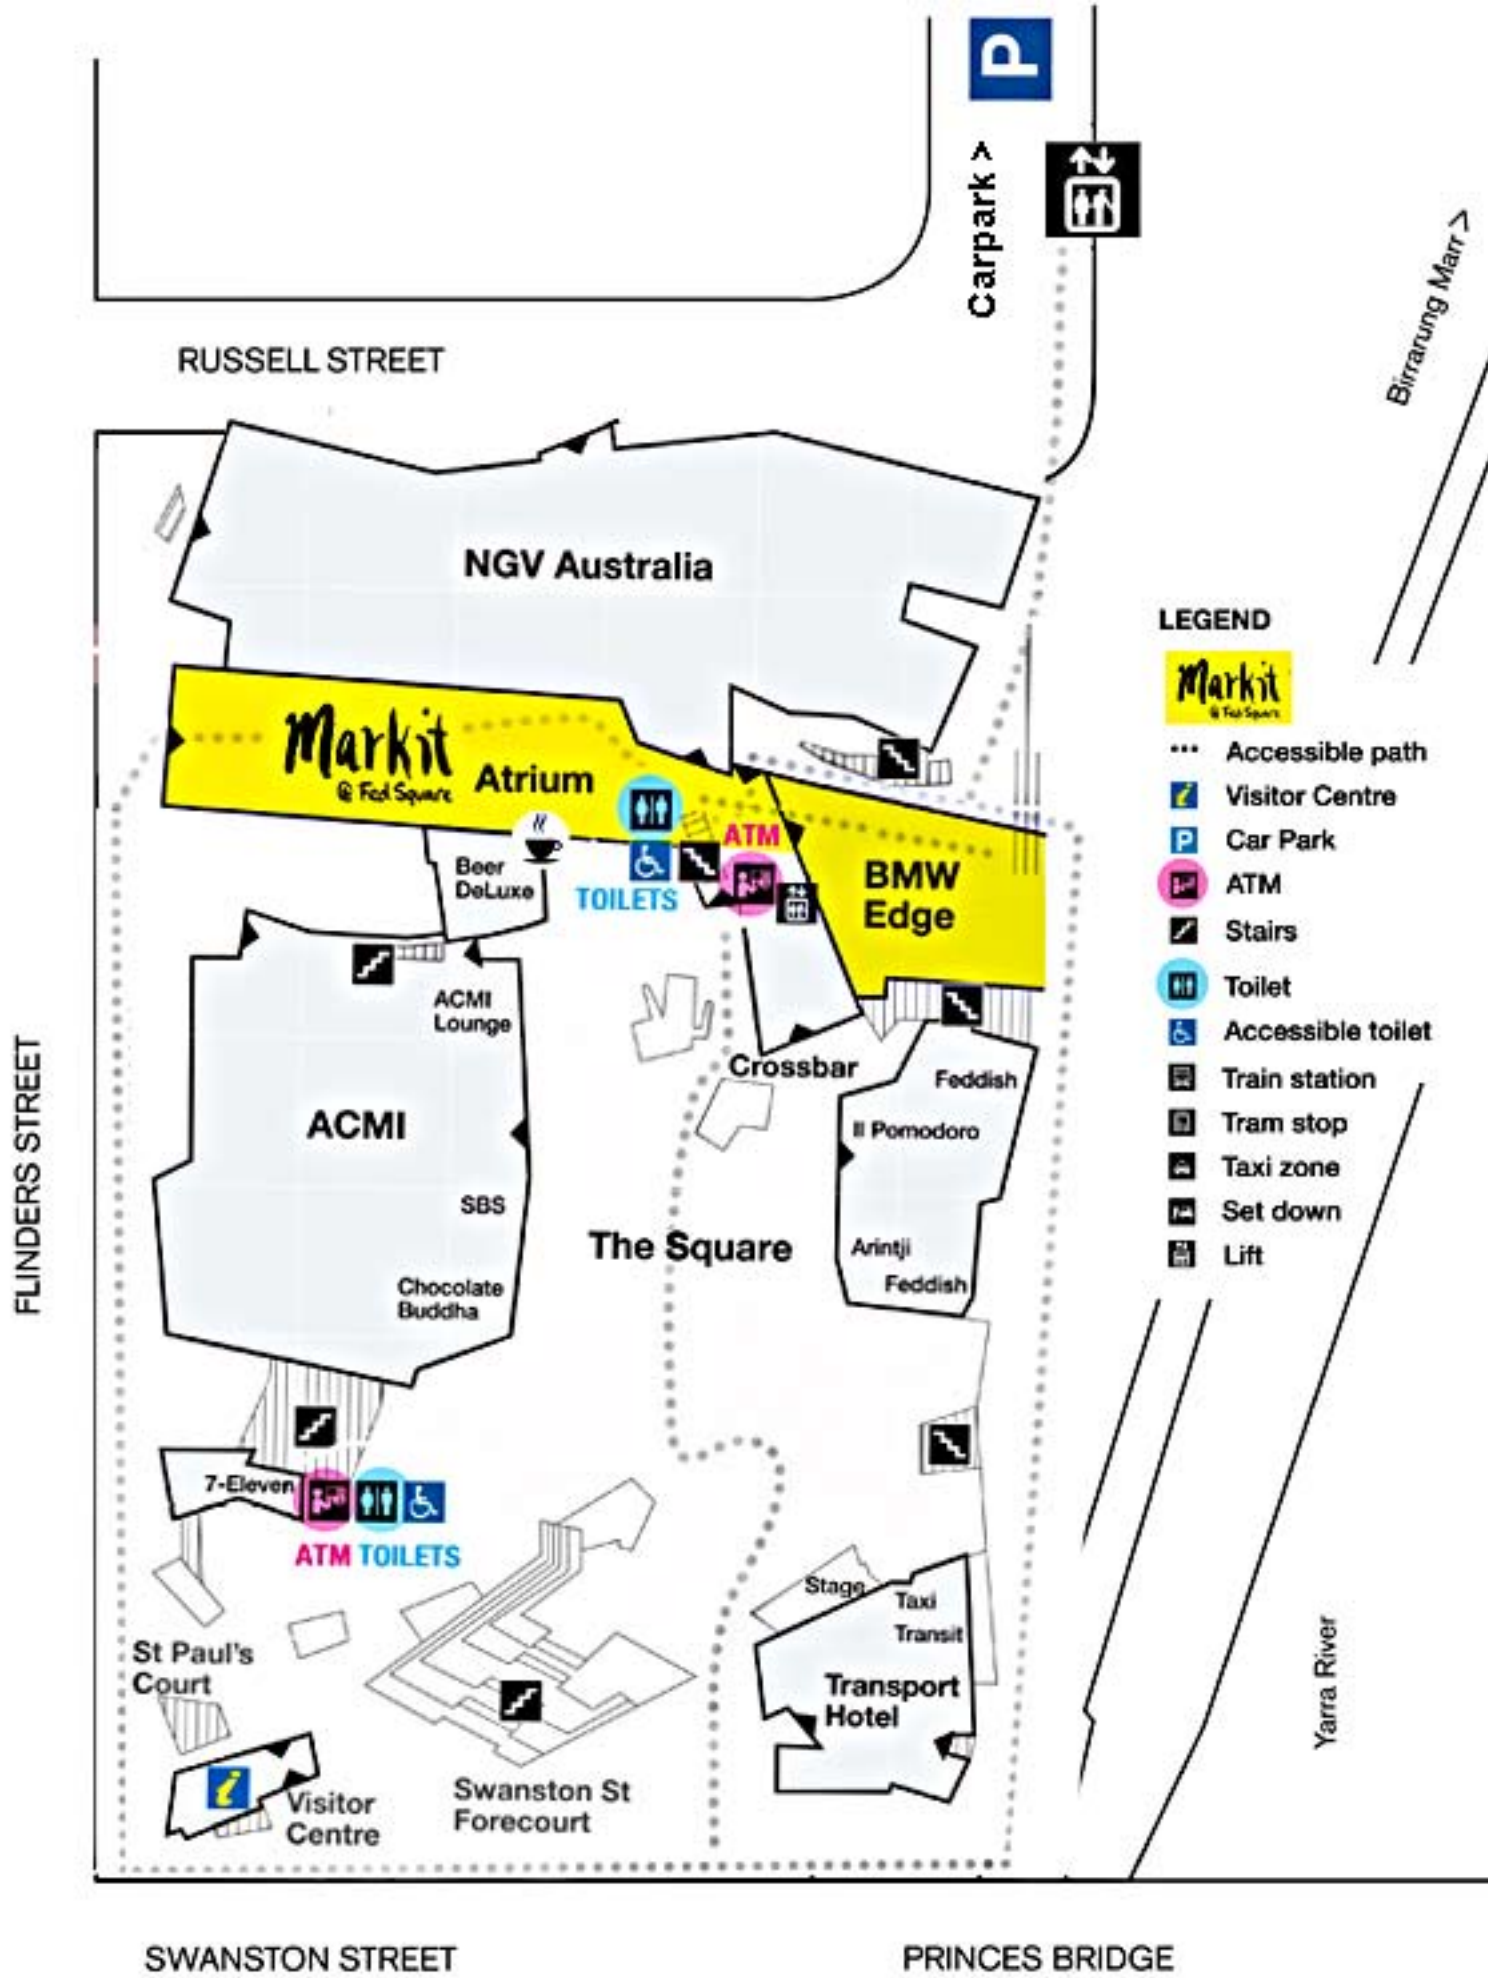 P
Carpark >
Birrarung Marr >
RUSSELL STREET
NGV Australia
LEGEND
Markit
@ Fed Square
Accessible path
i
Visitor Centre
P
Car Park
ATM
Stairs
Toilet
Accessible toilet
Train station
Tram stop
Taxi zone
Set down
Lift
Markit
@ Fed Square
Atrium
ATM
TOILETS
Beer
DeLuxe
BMW
Edge
ACMI
Lounge
ACMI
SBS
Chocolate
Buddha
FLINDERS STREET
Crossbar
Feddish
Il Pomodoro
The Square
Arintji
Feddish
7-Eleven
ATM TOILETS
Stage
Taxi
Transit
Transport
Hotel
St Paul's
Court
i
Visitor
Centre
Swanston St
Forecourt
Yarra River
SWANSTON STREET
PRINCES BRIDGE